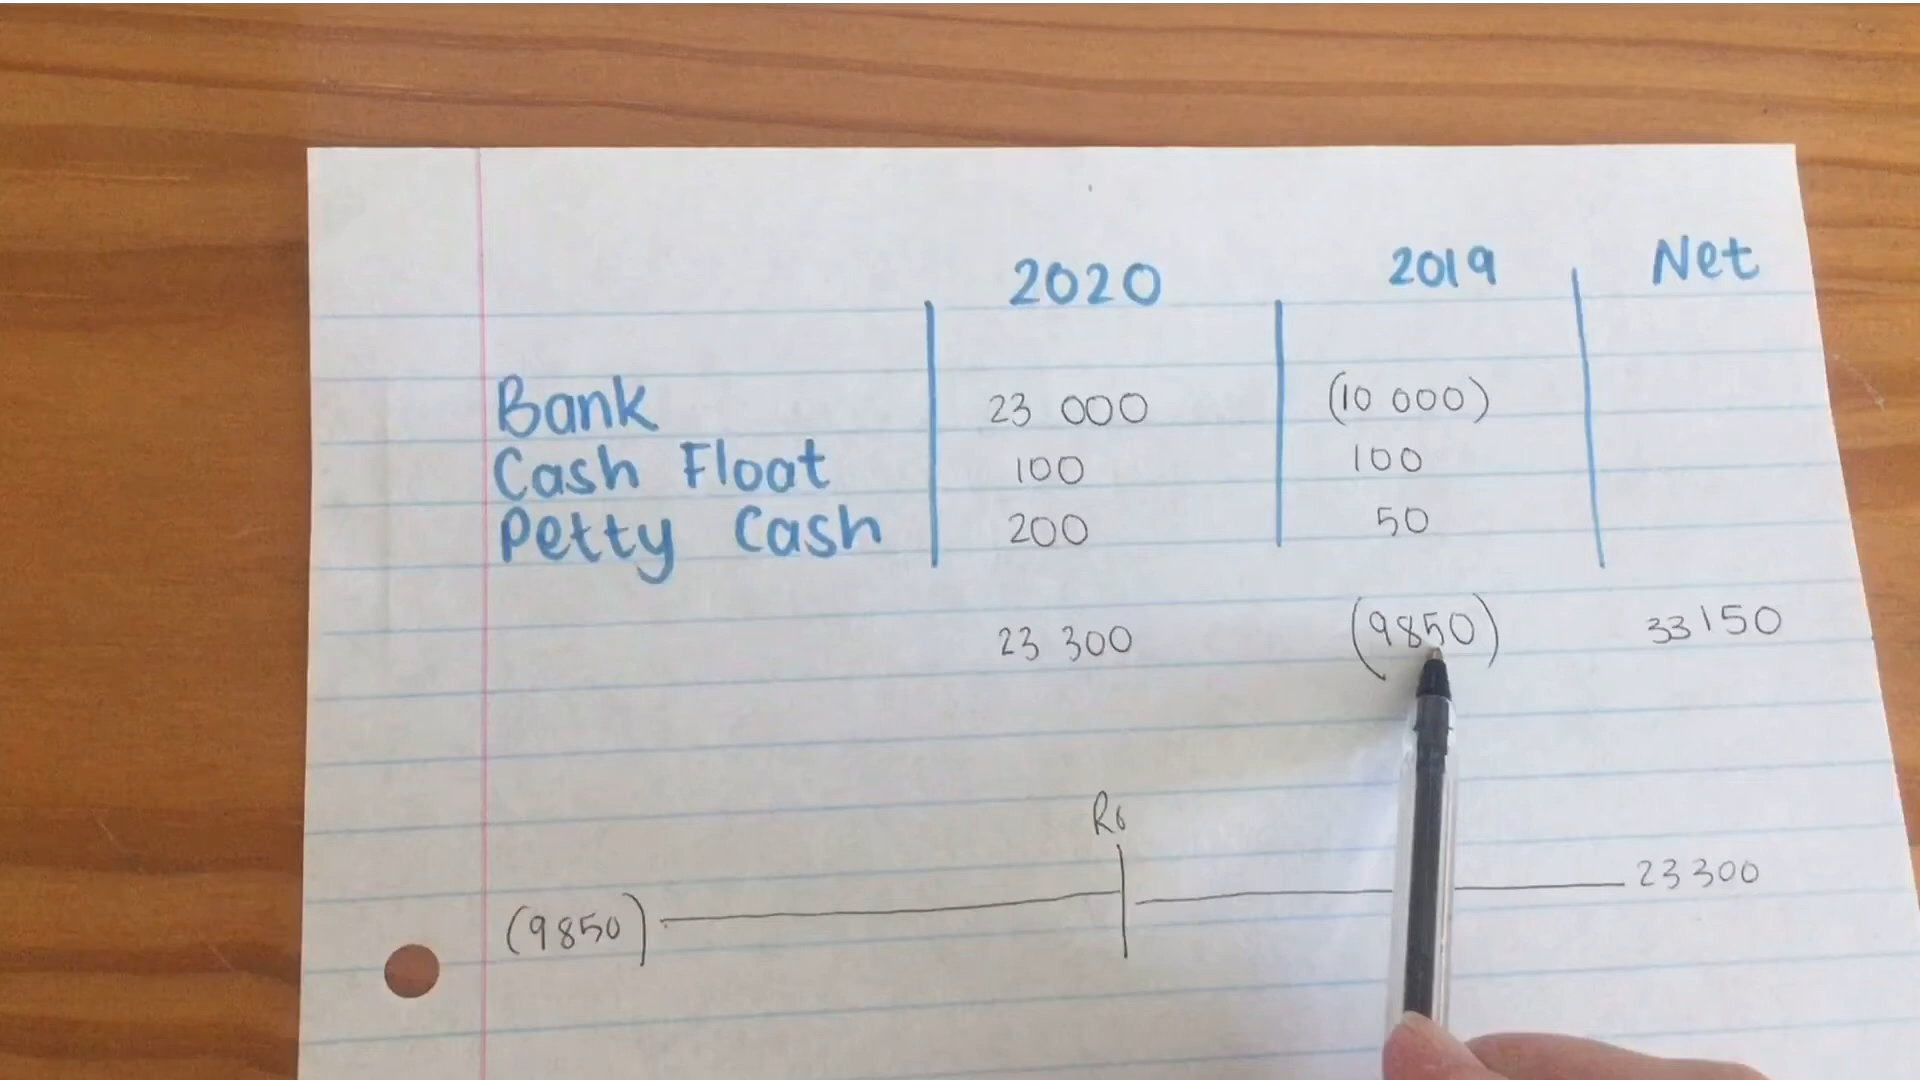 2020 2019 Net
Bank 23 000 (10 000)
Cash Float 100 100
Petty Cash 200 50
23 300 (9850) 33150
R0
(9850) 23300